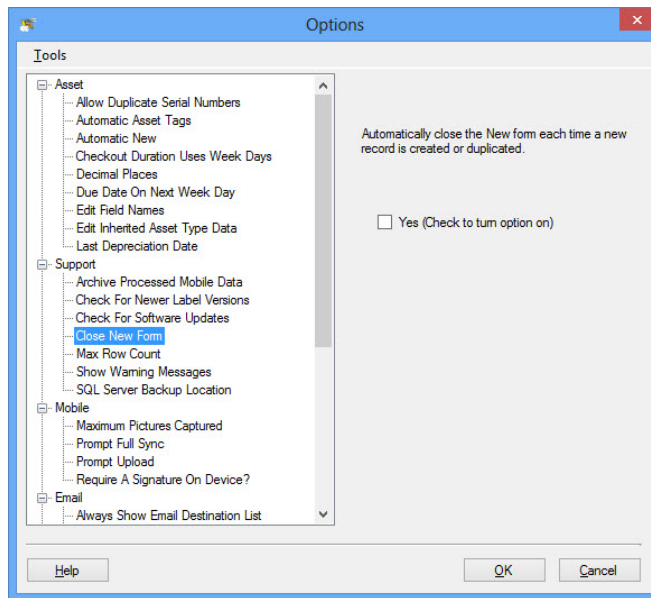 Options
Tools
Asset
Allow Duplicate Serial Numbers
Automatic Asset Tags
Automatic New
Checkout Duration Uses Week Days
Decimal Places
Due Date On Next Week Day
Edit Field Names
Edit Inherited Asset Type Data
Last Depreciation Date
Support
Archive Processed Mobile Data
Check For Newer Label Versions
Check For Software Updates
Close New Form
Max Row Count
Show Warning Messages
SQL Server Backup Location
Mobile
Maximum Pictures Captured
Prompt Full Sync
Prompt Upload
Require A Signature On Device?
Email
Always Show Email Destination List
Automatically close the New form each time a new
record is created or duplicated.
Yes (Check to turn option on)
Help
OK
Cancel